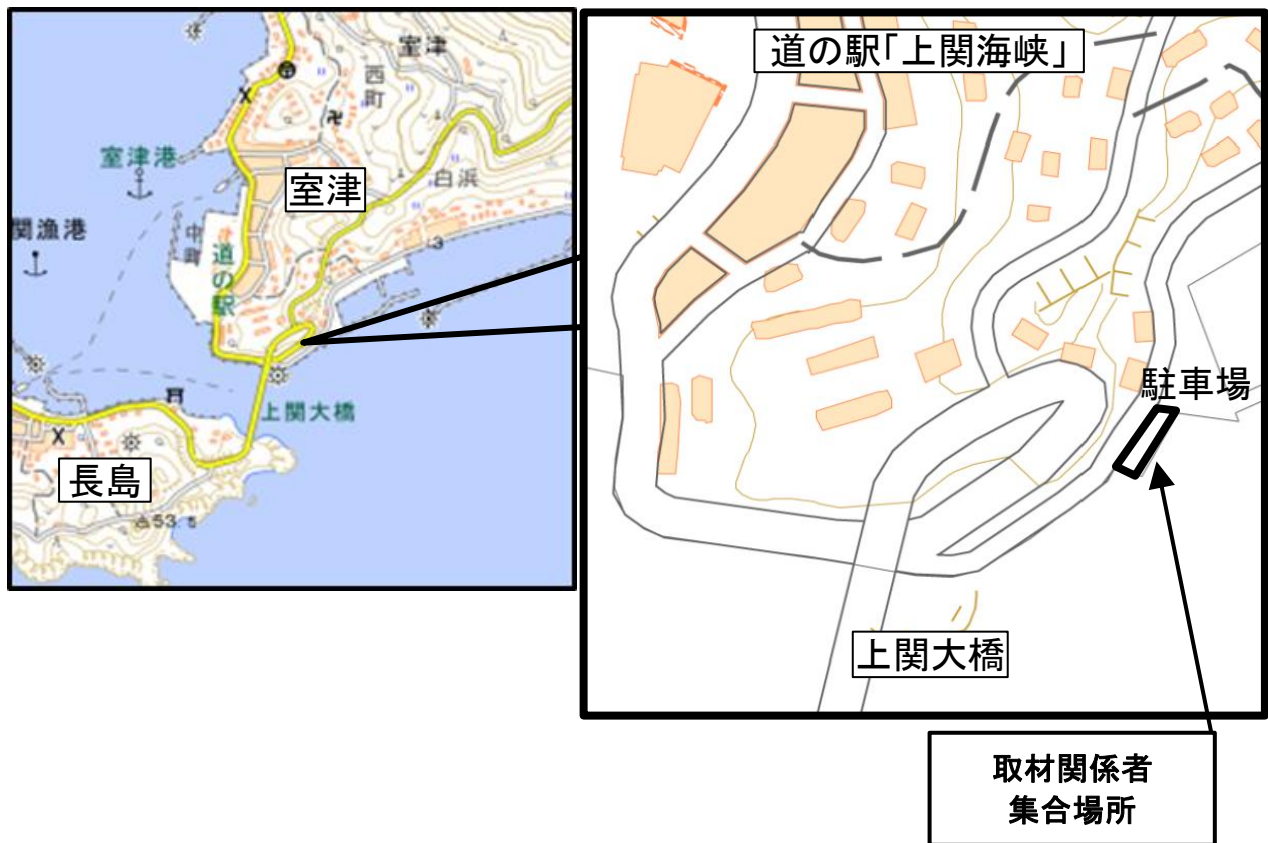 室津
西町
室津港
室津
白浜
関漁港
中町
道の駅
3
上関大橋
長島
53.5
道の駅「上関海峡」
駐車場
上関大橋
取材関係者
集合場所